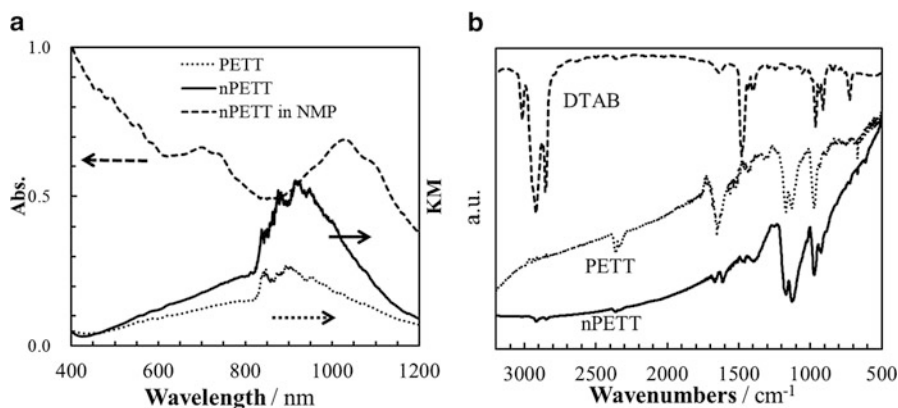 a
1.0
PETT
nPETT
nPETT in NMP
Abs.
0.5
KM
0.0
400 600 800 1000 1200
Wavelength / nm
b
DTAB
a.u.
PETT
nPETT
3000 2500 2000 1500 1000 500
Wavenumbers / cm⁻¹